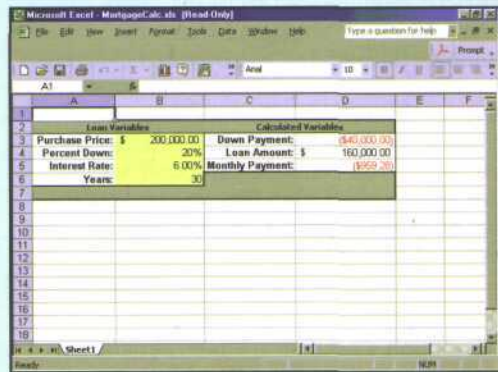 Microsoft Excel - MortgageCalc.xls [Read-Only]
File Edit View Insert Format Tools Data Window Help Type a question for help
Prompt
Arial 10 B I U
A1 fx
A B C D E F
1
2 Loan Variables Calculated Variables
3 Purchase Price: $ 200,000.00 Down Payment: ($40,000.00)
4 Percent Down: 20% Loan Amount: $ 160,000.00
5 Interest Rate: 6.00% Monthly Payment: ($959.28)
6 Years: 30
7
8
9
10
11
12
13
14
15
16
17
18
Sheet1
Ready NUM